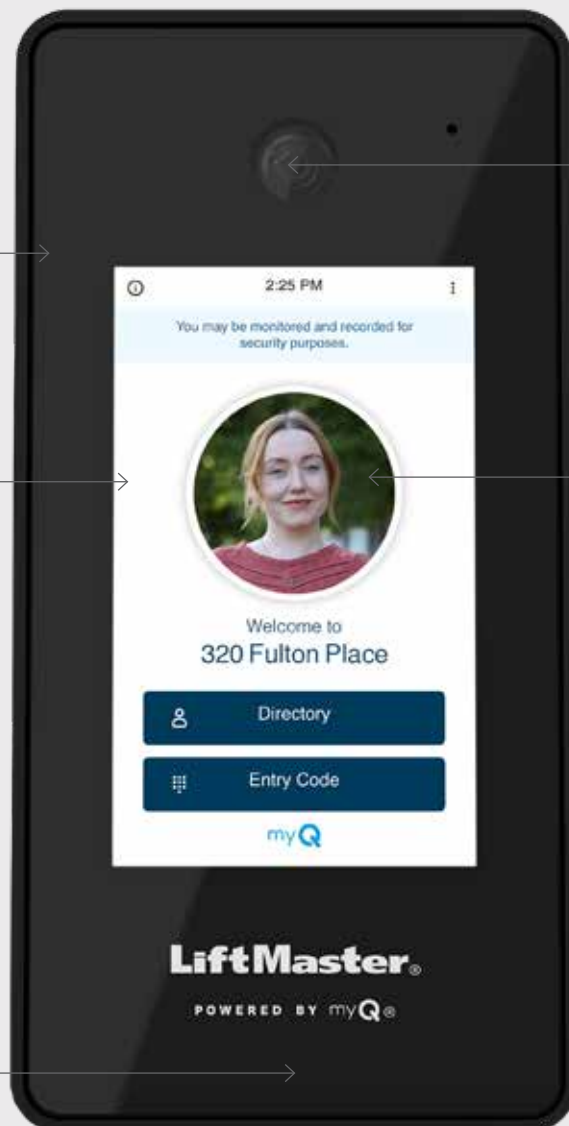 2:25 PM
You may be monitored and recorded for
security purposes.
Welcome to
320 Fulton Place
Directory
Entry Code
myQ
LiftMaster®
POWERED BY myQ®